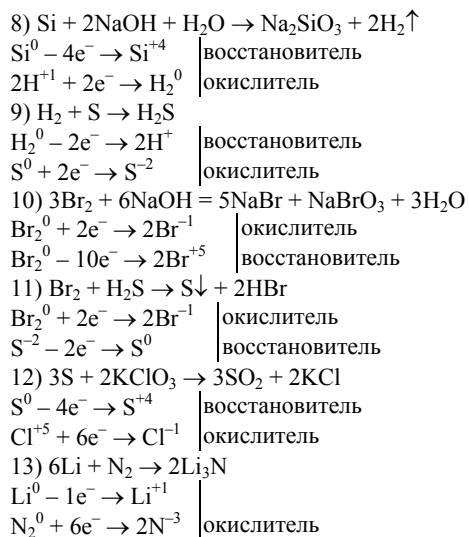 8) Si + 2NaOH + H₂O → Na₂SiO₃ + 2H₂↑
Si⁰ – 4e⁻ → Si⁺⁴ | восстановитель
2H⁺¹ + 2e⁻ → H₂⁰ | окислитель
9) H₂ + S → H₂S
H₂⁰ – 2e⁻ → 2H⁺ | восстановитель
S⁰ + 2e⁻ → S⁻² | окислитель
10) 3Br₂ + 6NaOH = 5NaBr + NaBrO₃ + 3H₂O
Br₂⁰ + 2e⁻ → 2Br⁻¹ | окислитель
Br₂⁰ – 10e⁻ → 2Br⁺⁵ | восстановитель
11) Br₂ + H₂S → S↓ + 2HBr
Br₂⁰ + 2e⁻ → 2Br⁻¹ | окислитель
S⁻² – 2e⁻ → S⁰ | восстановитель
12) 3S + 2KClO₃ → 3SO₂ + 2KCl
S⁰ – 4e⁻ → S⁺⁴ | восстановитель
Cl⁺⁵ + 6e⁻ → Cl⁻¹ | окислитель
13) 6Li + N₂ → 2Li₃N
Li⁰ – 1e⁻ → Li⁺¹ |
N₂⁰ + 6e⁻ → 2N⁻³ | окислитель